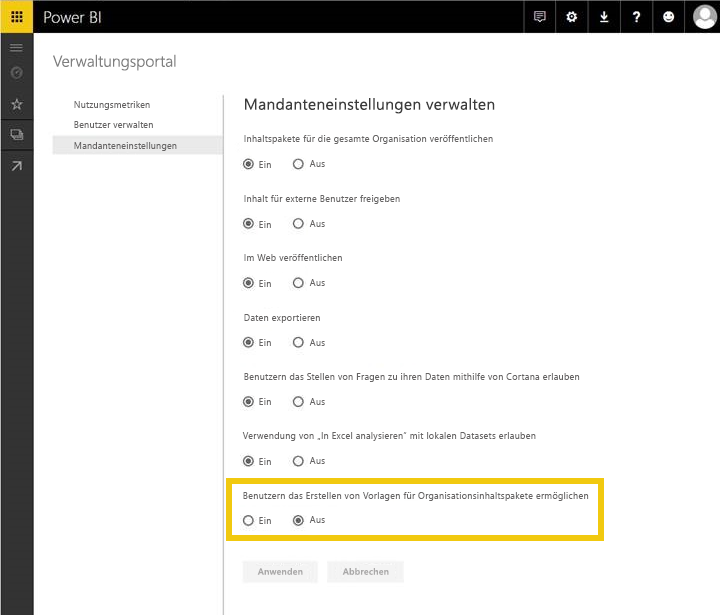 Power BI
?
Verwaltungsportal
Nutzungsmetriken
Benutzer verwalten
Mandanteneinstellungen
Mandanteneinstellungen verwalten
Inhaltspakete für die gesamte Organisation veröffentlichen
Ein Aus
Inhalt für externe Benutzer freigeben
Ein Aus
Im Web veröffentlichen
Ein Aus
Daten exportieren
Ein Aus
Benutzern das Stellen von Fragen zu ihren Daten mithilfe von Cortana erlauben
Ein Aus
Verwendung von „In Excel analysieren" mit lokalen Datasets erlauben
Ein Aus
Benutzern das Erstellen von Vorlagen für Organisationsinhaltspakete ermöglichen
Ein Aus
Anwenden Abbrechen